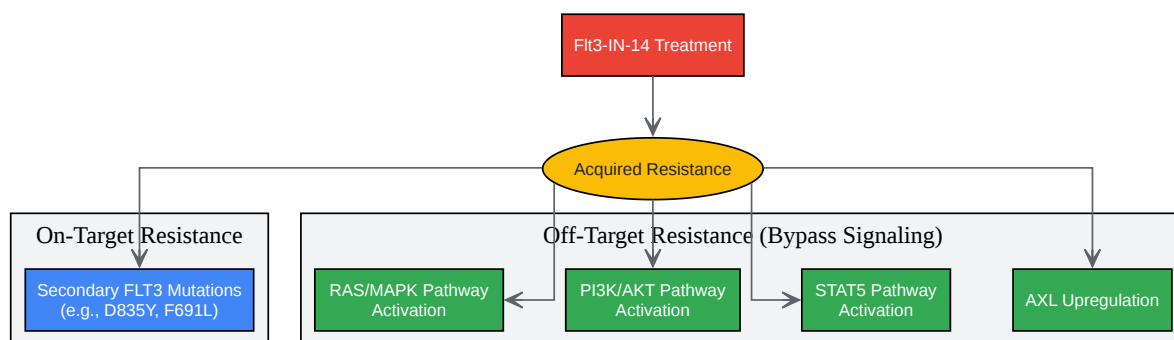 Flt3-IN-14 Treatment
Acquired Resistance
On-Target Resistance
Off-Target Resistance (Bypass Signaling)
Secondary FLT3 Mutations
(e.g., D835Y, F691L)
RAS/MAPK Pathway
Activation
PI3K/AKT Pathway
Activation
STAT5 Pathway
Activation
AXL Upregulation